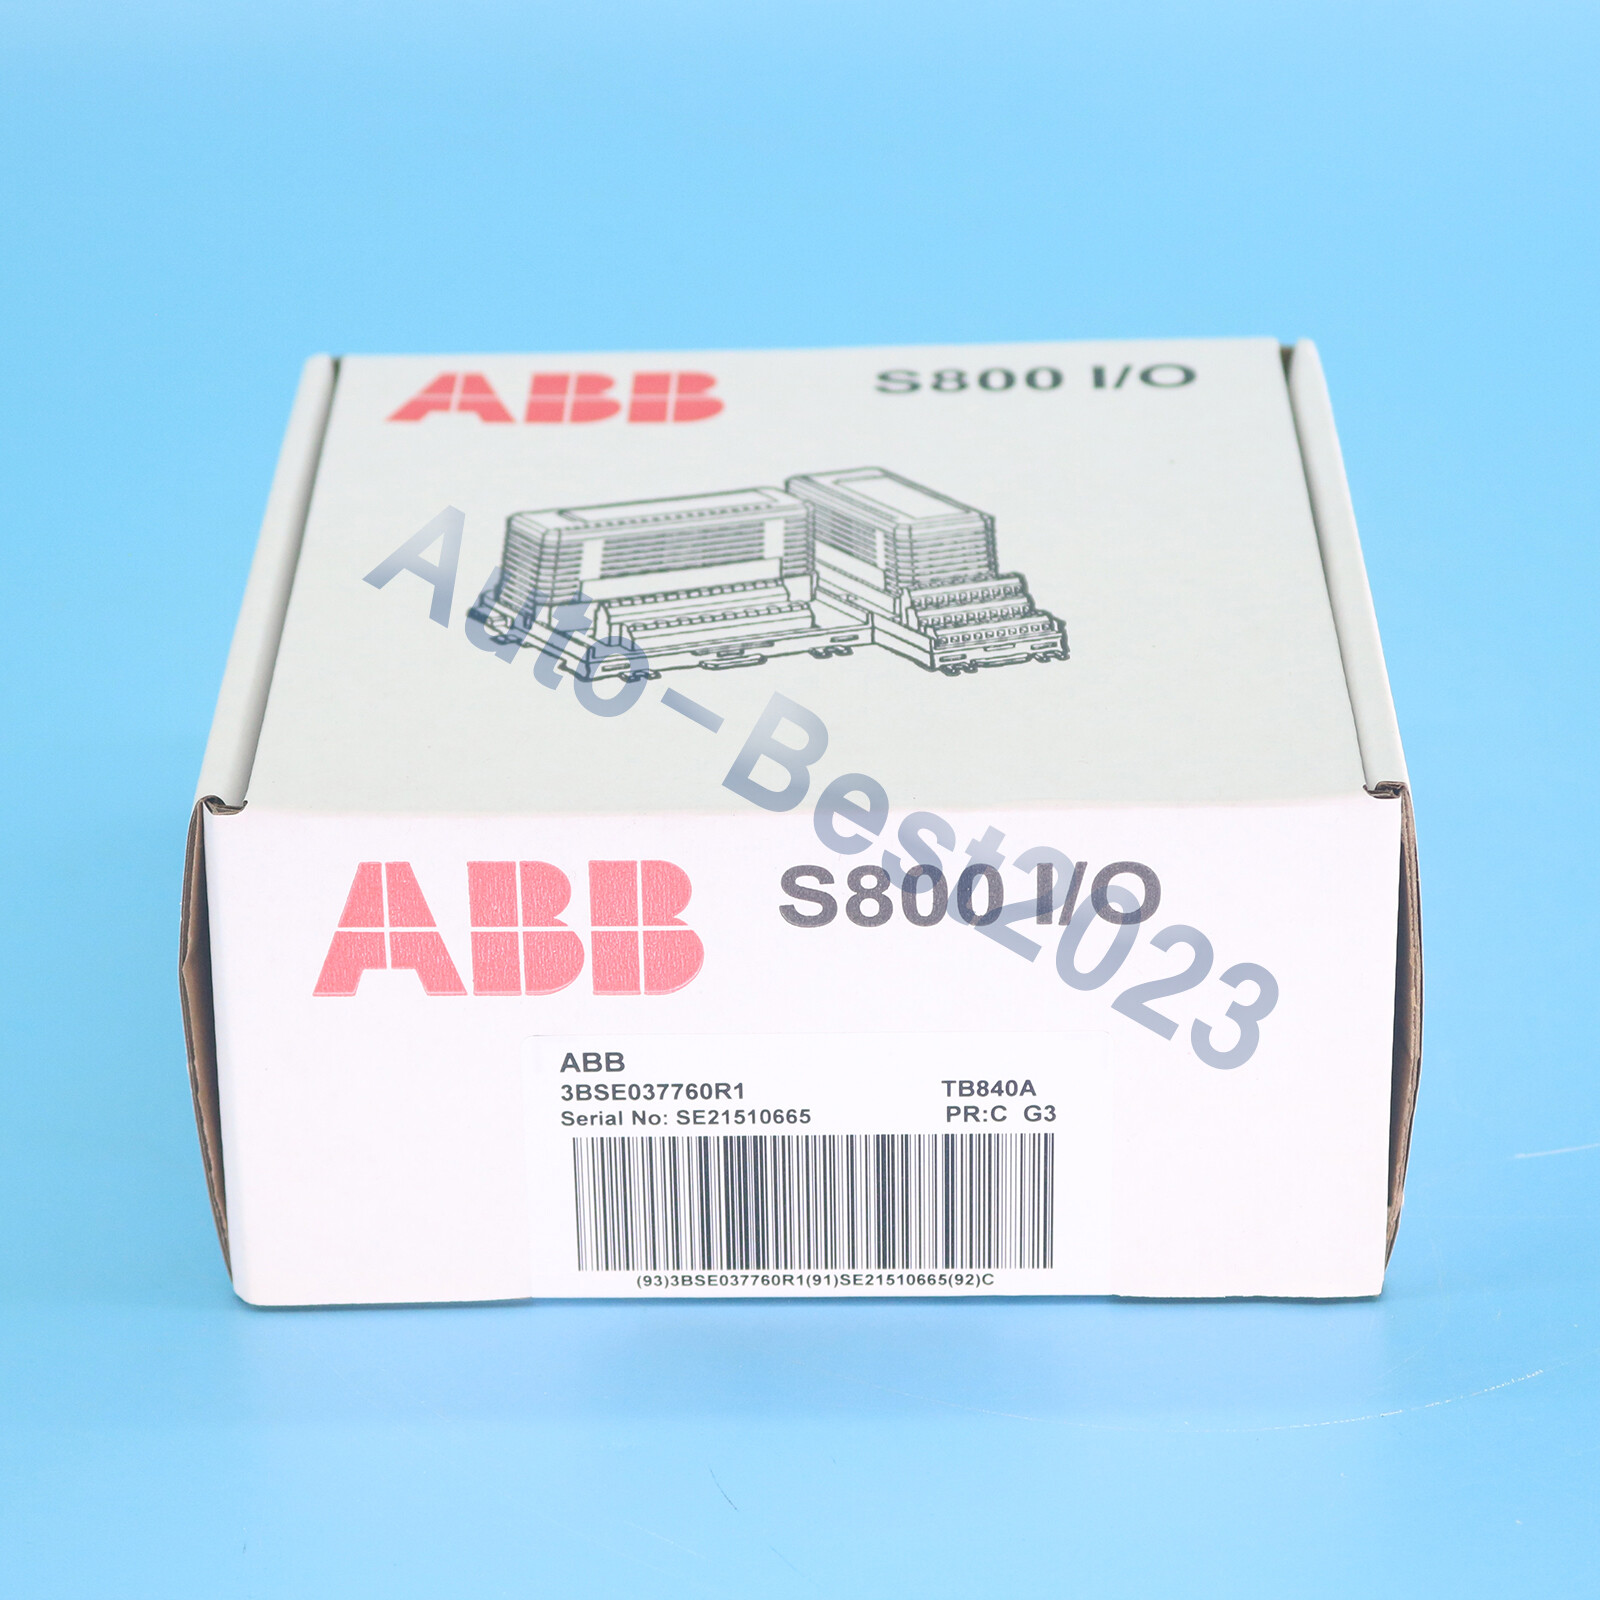 ABB S800 I/O
Auto-Best2023
ABB S800 I/O
ABB
3BSE037760R1 TB840A
Serial No: SE21510665 PR:C G3
(93)3BSE037760R1(91)SE21510665(92)C